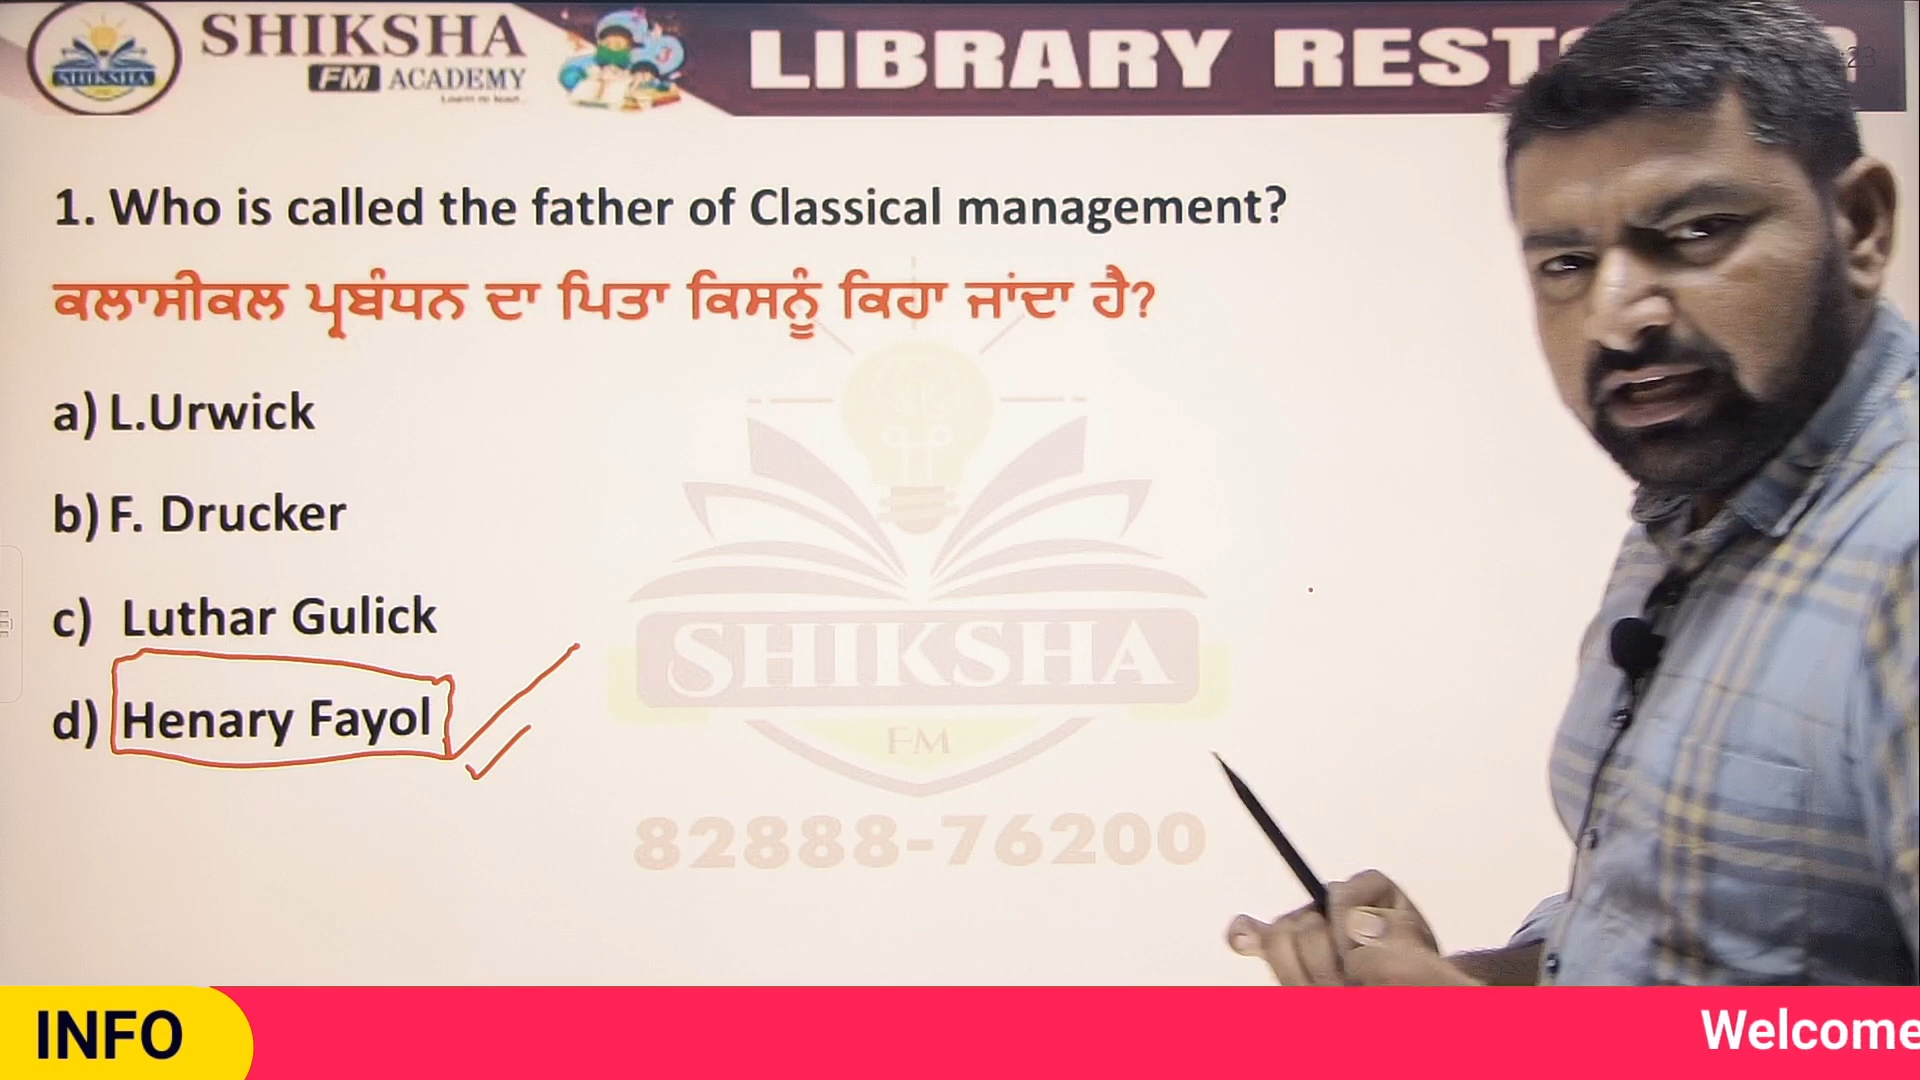 SHIKSHA
FM ACADEMY
SHIKSHA
LIBRARY
1. Who is called the father of Classical management?
ਕਲਾਸੀਕਲ ਪ੍ਰਬੰਧਨ ਦਾ ਪਿਤਾ ਕਿਸਨੂੰ ਕਿਹਾ ਜਾਂਦਾ ਹੈ?
a) L.Urwick
b) F. Drucker
c) Luthar Gulick
d) Henary Fayol
SHIKSHA
FM
82888-76200
INFO
Welcome